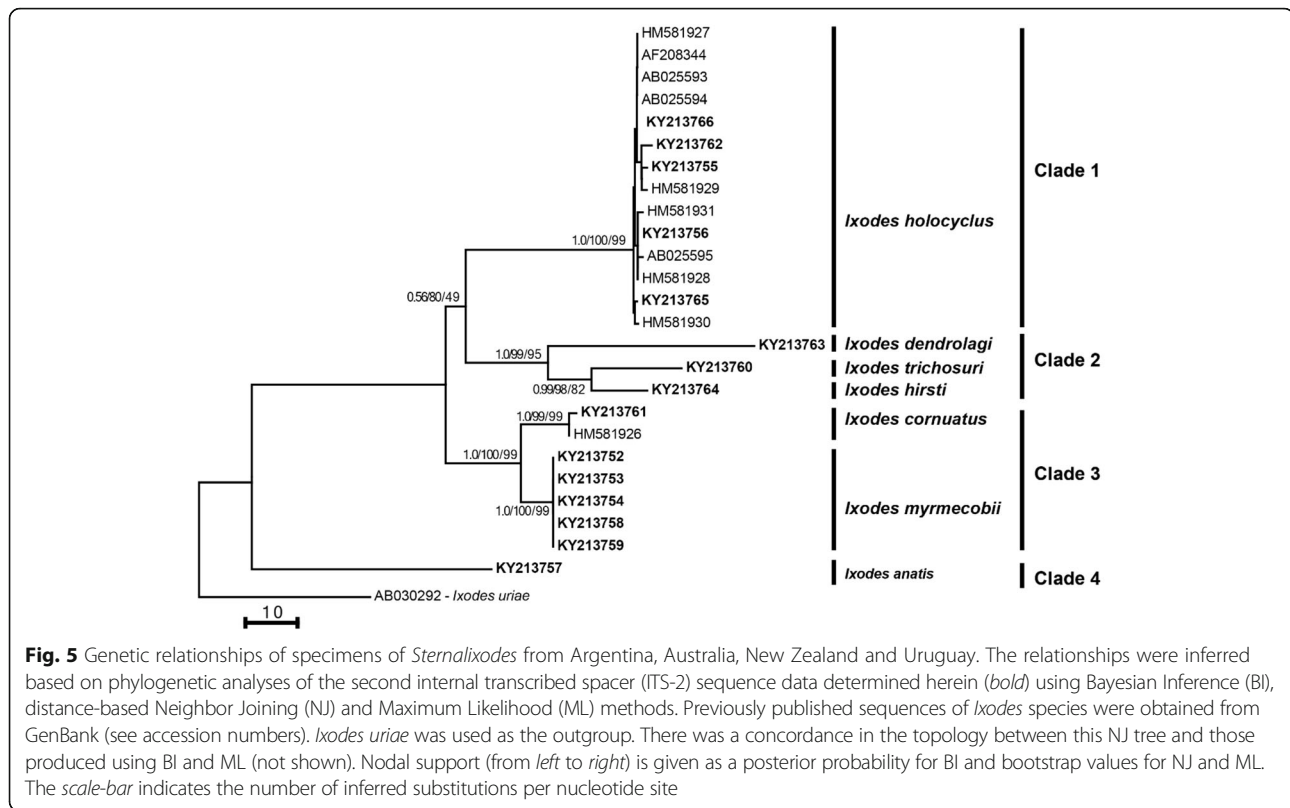 HM581927
AF208344
AB025593
AB025594
KY213766
KY213762
KY213755
HM581929
HM581931
KY213756
AB025595
HM581928
KY213765
HM581930
1.0/100/99
Ixodes holocyclus
Clade 1
0.56/80/49
KY213763
Ixodes dendrolagi
1.0/99/95
KY213760
Ixodes trichosuri
Clade 2
0.99/98/82
KY213764
Ixodes hirsti
1.0/99/99
KY213761
HM581926
Ixodes cornuatus
1.0/100/99
KY213752
KY213753
KY213754
KY213758
KY213759
1.0/100/99
Ixodes myrmecobii
Clade 3
KY213757
Ixodes anatis
Clade 4
AB030292 - Ixodes uriae
10
Fig. 5 Genetic relationships of specimens of Sternalixodes from Argentina, Australia, New Zealand and Uruguay. The relationships were inferred
based on phylogenetic analyses of the second internal transcribed spacer (ITS-2) sequence data determined herein (bold) using Bayesian Inference (BI),
distance-based Neighbor Joining (NJ) and Maximum Likelihood (ML) methods. Previously published sequences of Ixodes species were obtained from
GenBank (see accession numbers). Ixodes uriae was used as the outgroup. There was a concordance in the topology between this NJ tree and those
produced using BI and ML (not shown). Nodal support (from left to right) is given as a posterior probability for BI and bootstrap values for NJ and ML.
The scale-bar indicates the number of inferred substitutions per nucleotide site